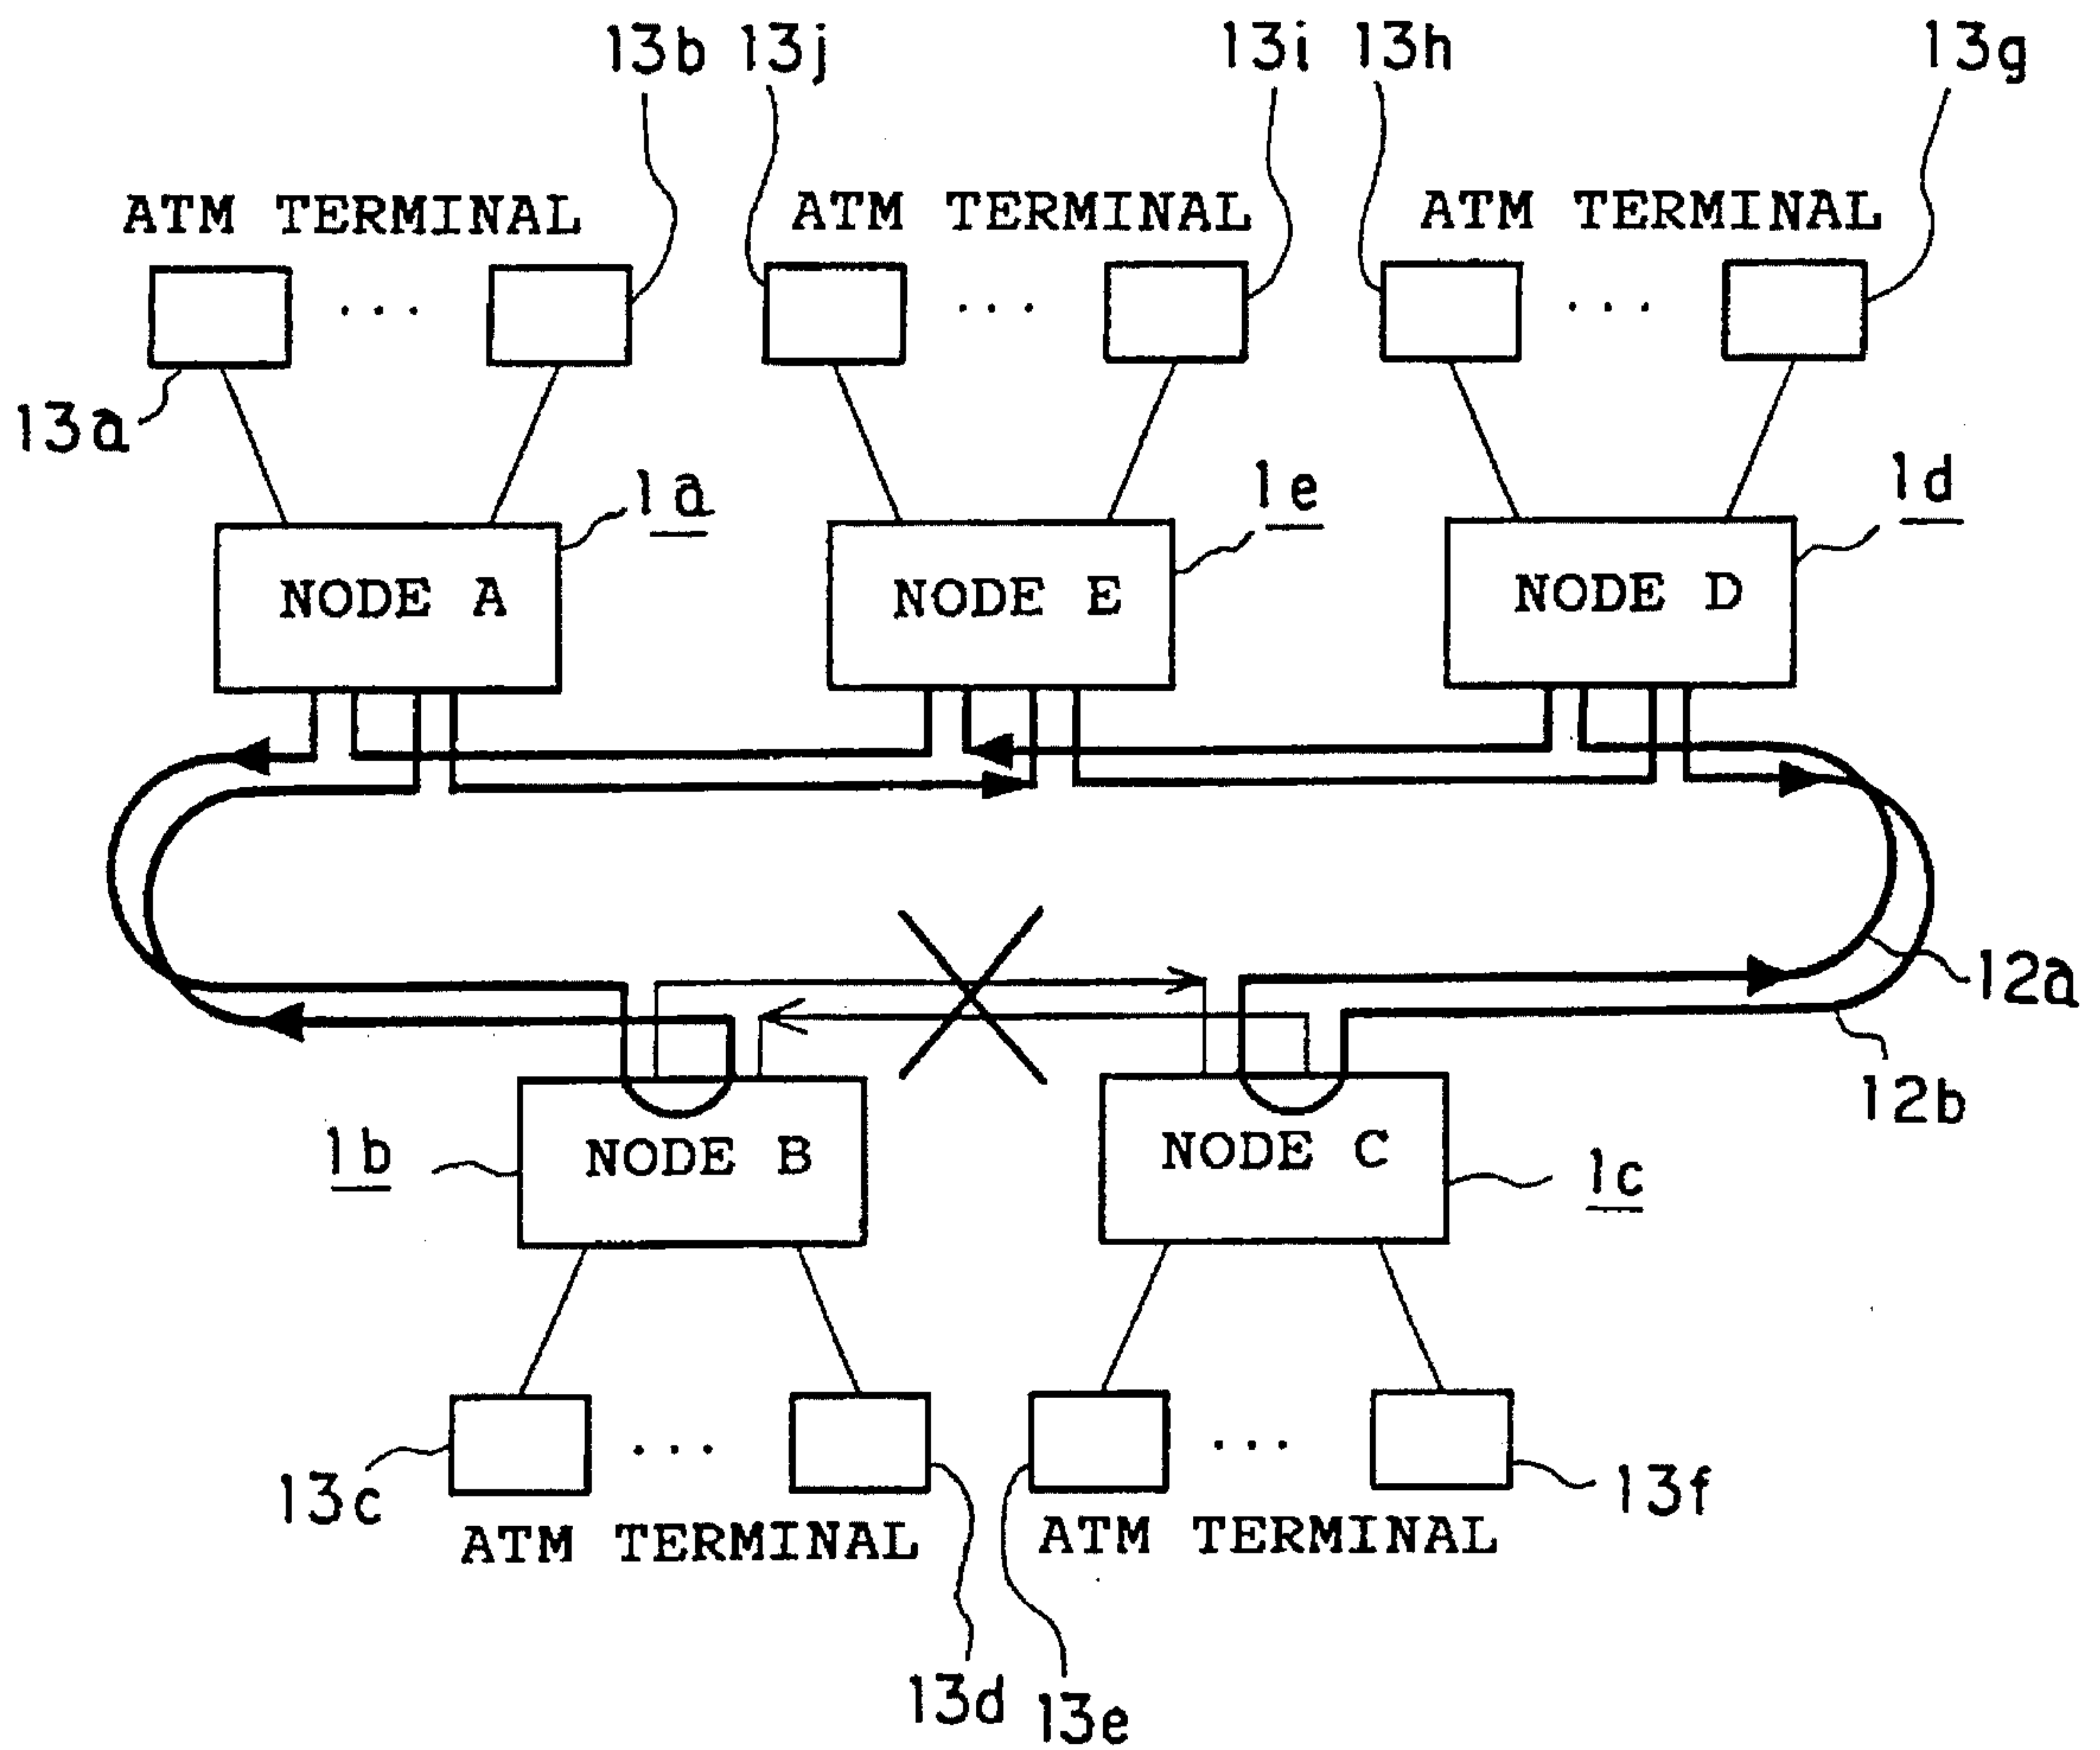 13b 13j 13i 13h 13g
ATM TERMINAL ATM TERMINAL ATM TERMINAL
... ... ...
13a
1a 1e 1d
NODE A NODE E NODE D
12a
12b
1b NODE B NODE C 1c
... ...
13c 13f
ATM TERMINAL ATM TERMINAL
13d 13e